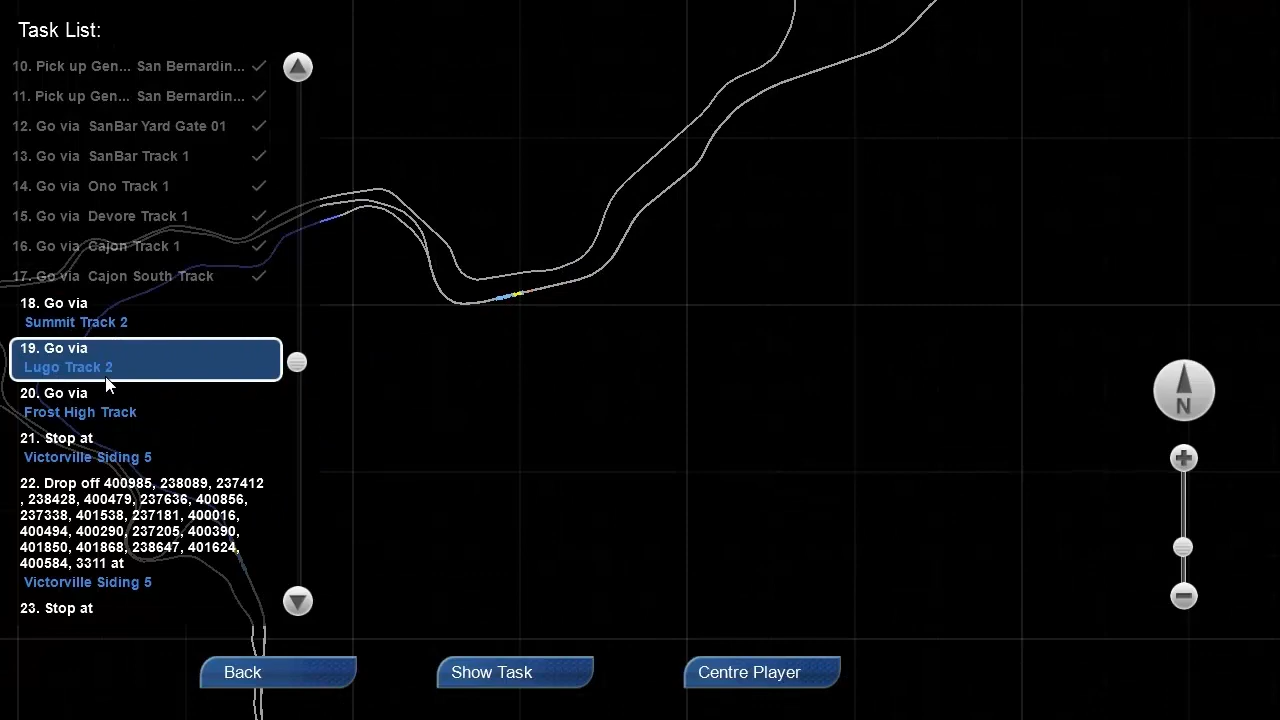 Task List:
10. Pick up Gen... San Bernardin...
11. Pick up Gen... San Bernardin...
12. Go via SanBar Yard Gate 01
13. Go via SanBar Track 1
14. Go via Ono Track 1
15. Go via Devore Track 1
16. Go via Cajon Track 1
17. Go via Cajon South Track
18. Go via
Summit Track 2
19. Go via
Lugo Track 2
20. Go via
Frost High Track
21. Stop at
Victorville Siding 5
22. Drop off 400985, 238089, 237412
, 238428, 400479, 237636, 400856,
237338, 401538, 237181, 400016,
400494, 400290, 237205, 400390,
401850, 401868, 238647, 401624,
400584, 3311 at
Victorville Siding 5
23. Stop at
N
Back
Show Task
Centre Player